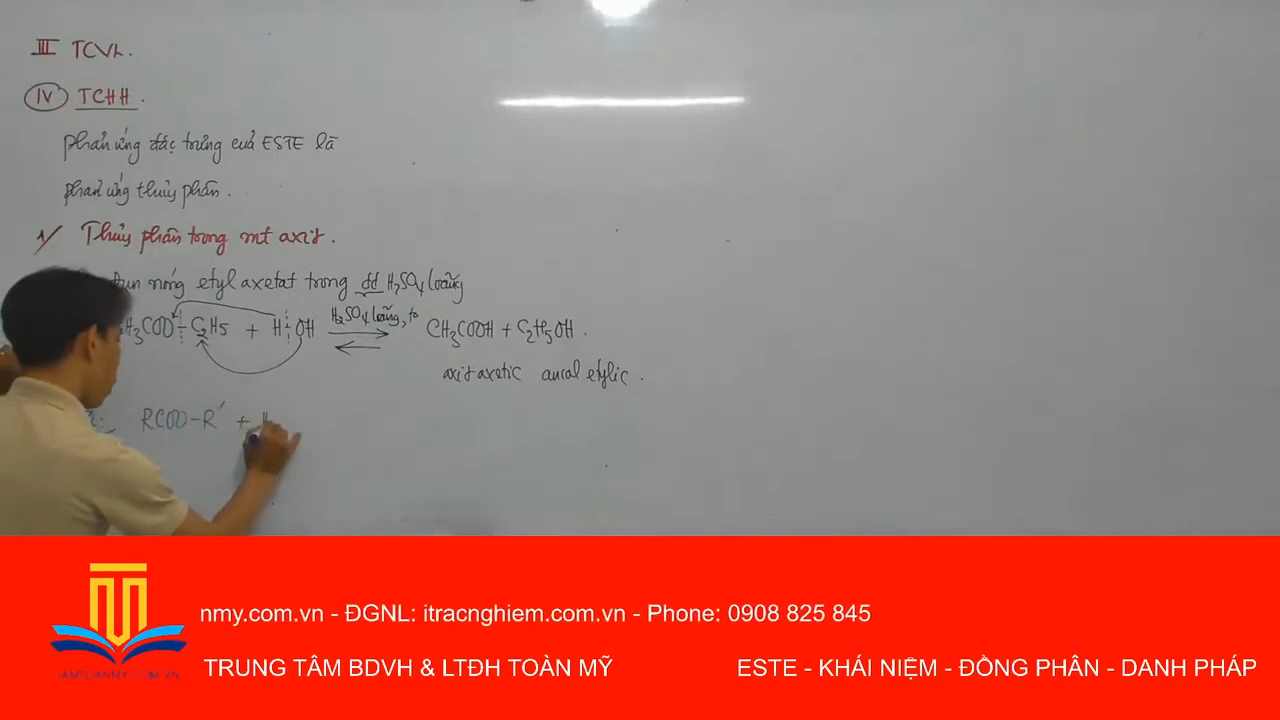 III TCVL.
IV TCHH.
phản ứng đặc trưng của ESTE là
phản ứng thủy phân.
1/ Thủy phân trong mt axit.
đun nóng etyl axetat trong dd H2SO4 loãng
H3COO-C2H5 + H-OH H2SO4 loãng, to CH3COOH + C2H5OH.
axit axetic ancol etylic.
RCOO-R' + H
nmy.com.vn - ĐGNL: itracnghiem.com.vn - Phone: 0908 825 845
TRUNG TÂM BDVH & LTĐH TOÀN MỸ
ESTE - KHÁI NIỆM - ĐỒNG PHÂN - DANH PHÁP